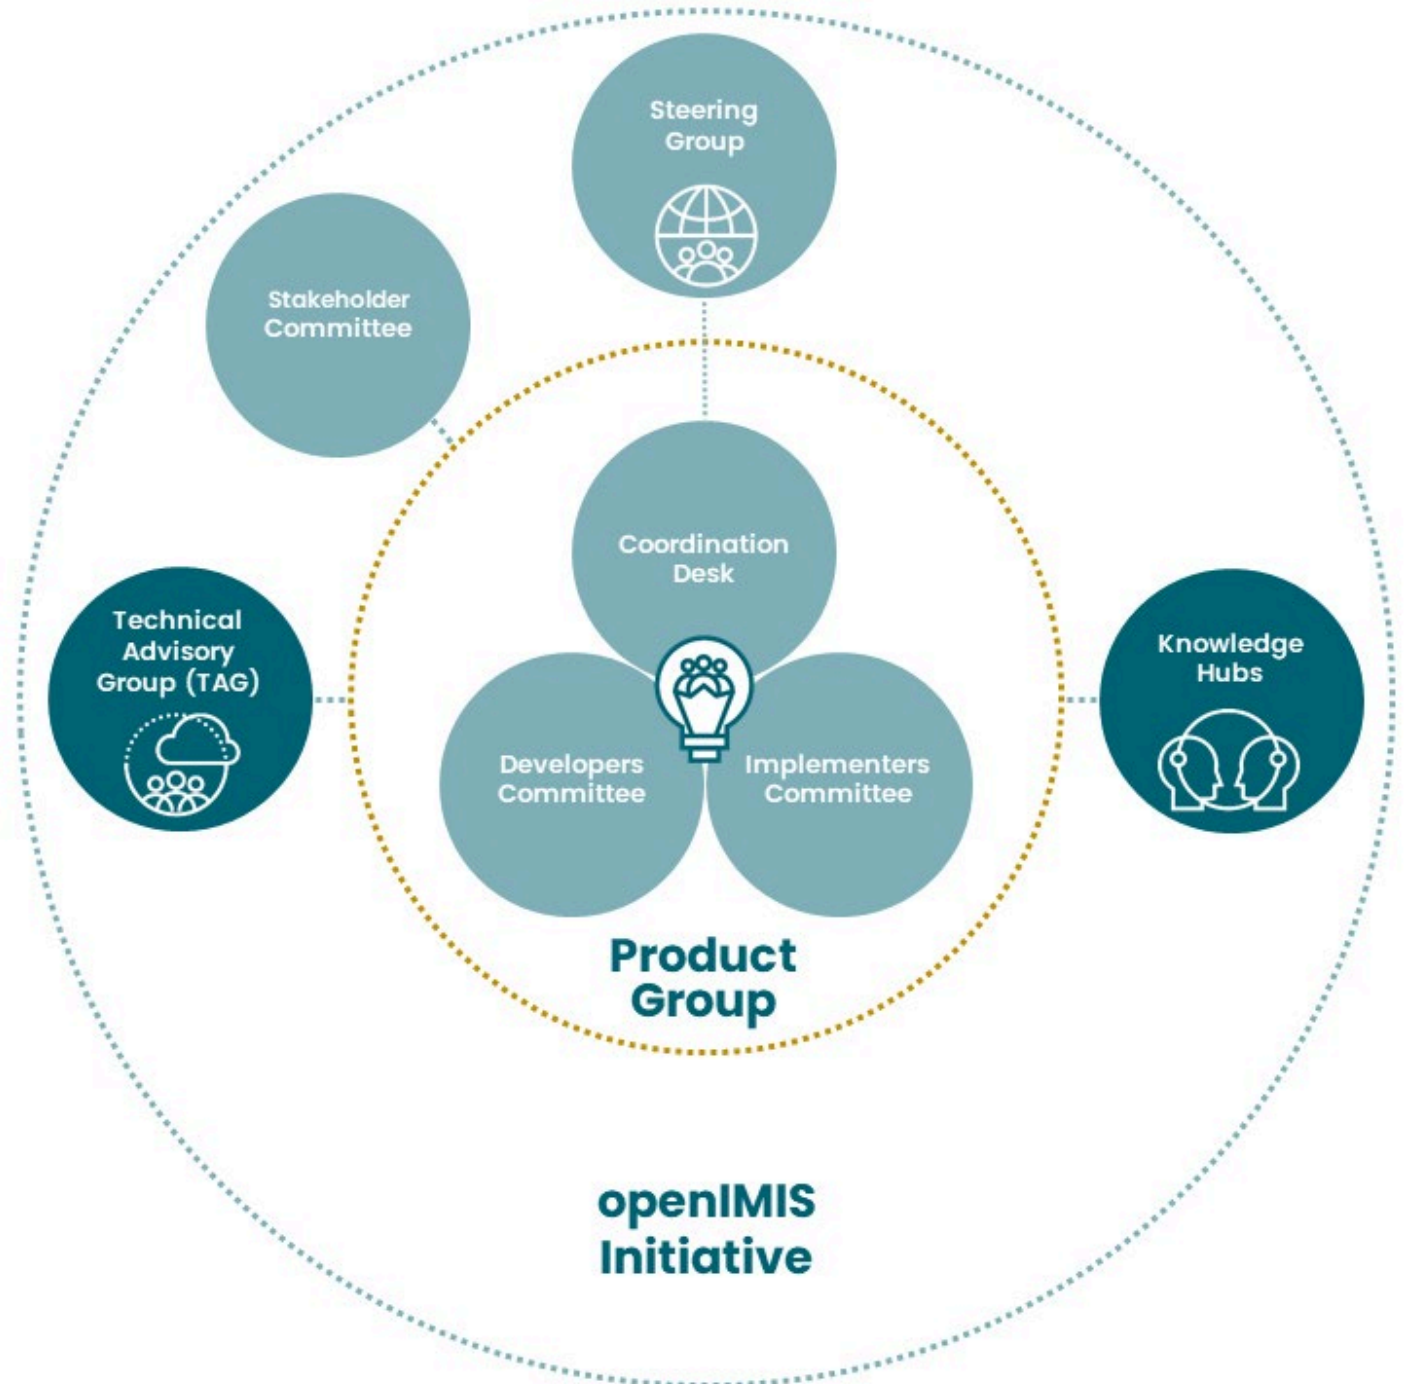 Steering
Group
Stakeholder
Committee
Coordination
Desk
Technical
Advisory
Group (TAG)
Knowledge
Hubs
Developers
Committee
Implementers
Committee
Product
Group
openIMIS
Initiative